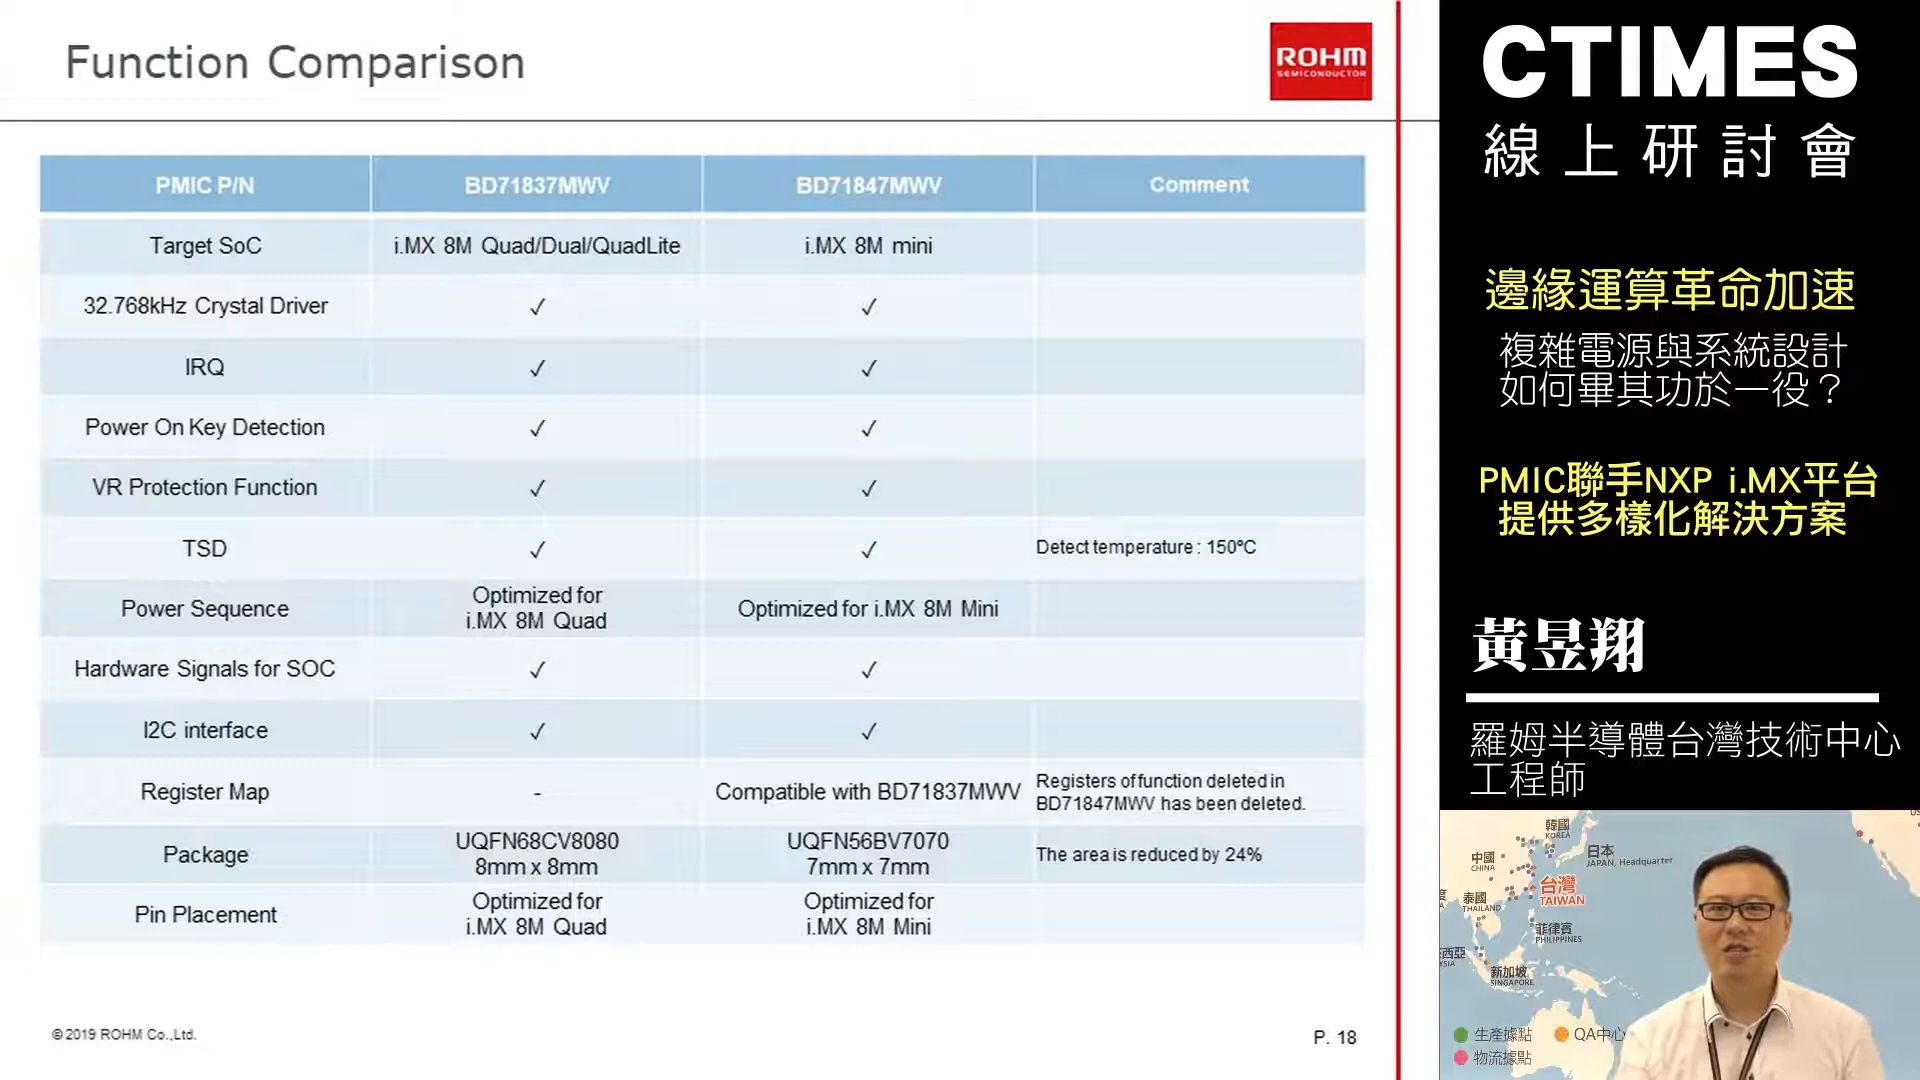 Function Comparison
ROHM
SEMICONDUCTOR
PMIC P/N BD71837MWV BD71847MWV Comment
Target SoC i.MX 8M Quad/Dual/QuadLite i.MX 8M mini
32.768kHz Crystal Driver ✓ ✓
IRQ ✓ ✓
Power On Key Detection ✓ ✓
VR Protection Function ✓ ✓
TSD ✓ ✓ Detect temperature : 150ºC
Power Sequence Optimized for
i.MX 8M Quad Optimized for i.MX 8M Mini
Hardware Signals for SOC ✓ ✓
I2C interface ✓ ✓
Register Map - Compatible with BD71837MWV Registers of function deleted in
BD71847MWV has been deleted.
Package UQFN68CV8080
8mm x 8mm UQFN56BV7070
7mm x 7mm The area is reduced by 24%
Pin Placement Optimized for
i.MX 8M Quad Optimized for
i.MX 8M Mini
©2019 ROHM Co.,Ltd.
P. 18
CTIMES
線上研討會
邊緣運算革命加速
複雜電源與系統設計
如何畢其功於一役？
PMIC聯手NXP i.MX平台
提供多樣化解決方案
黃昱翔
羅姆半導體台灣技術中心
工程師
韓國
KOREA
日本
JAPAN, Headquarter
中國
CHINA
台灣
TAIWAN
泰國
THAILAND
菲律賓
PHILIPPINES
西亞
新加坡
SINGAPORE
生產據點
QA中心
物流據點